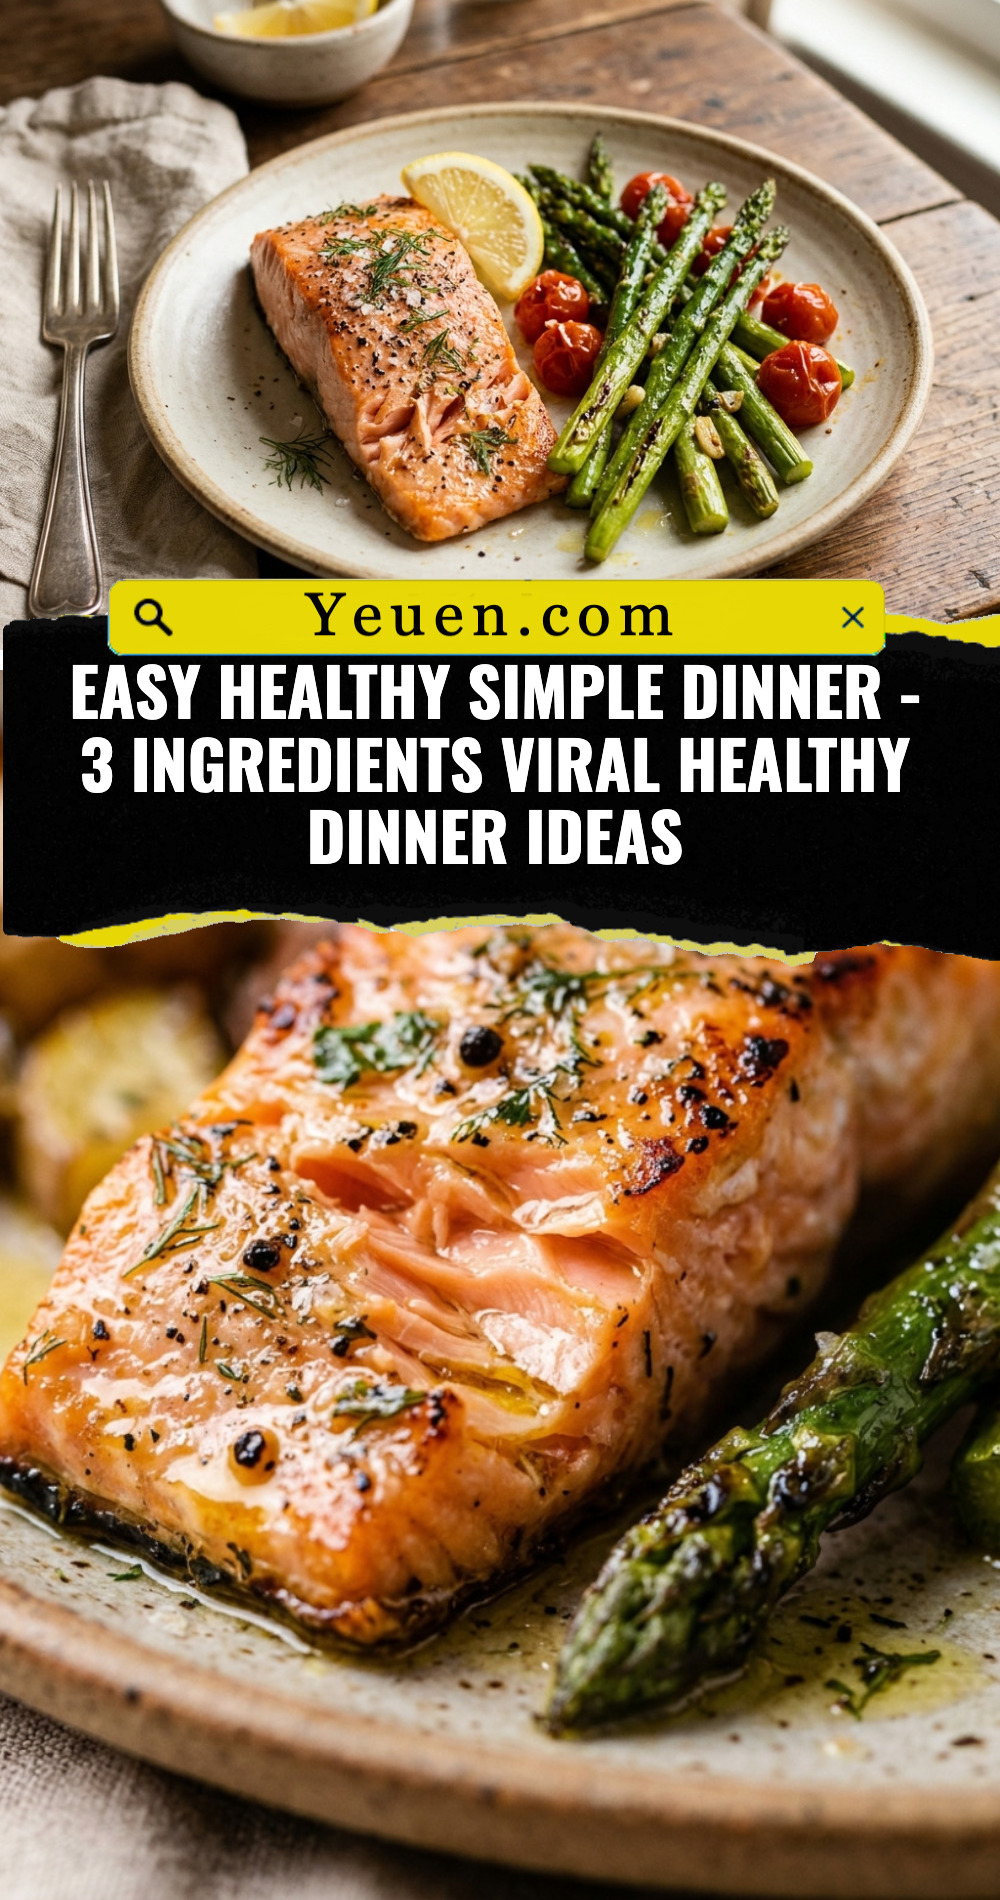 Yeuen.com
EASY HEALTHY SIMPLE DINNER -
3 INGREDIENTS VIRAL HEALTHY
DINNER IDEAS